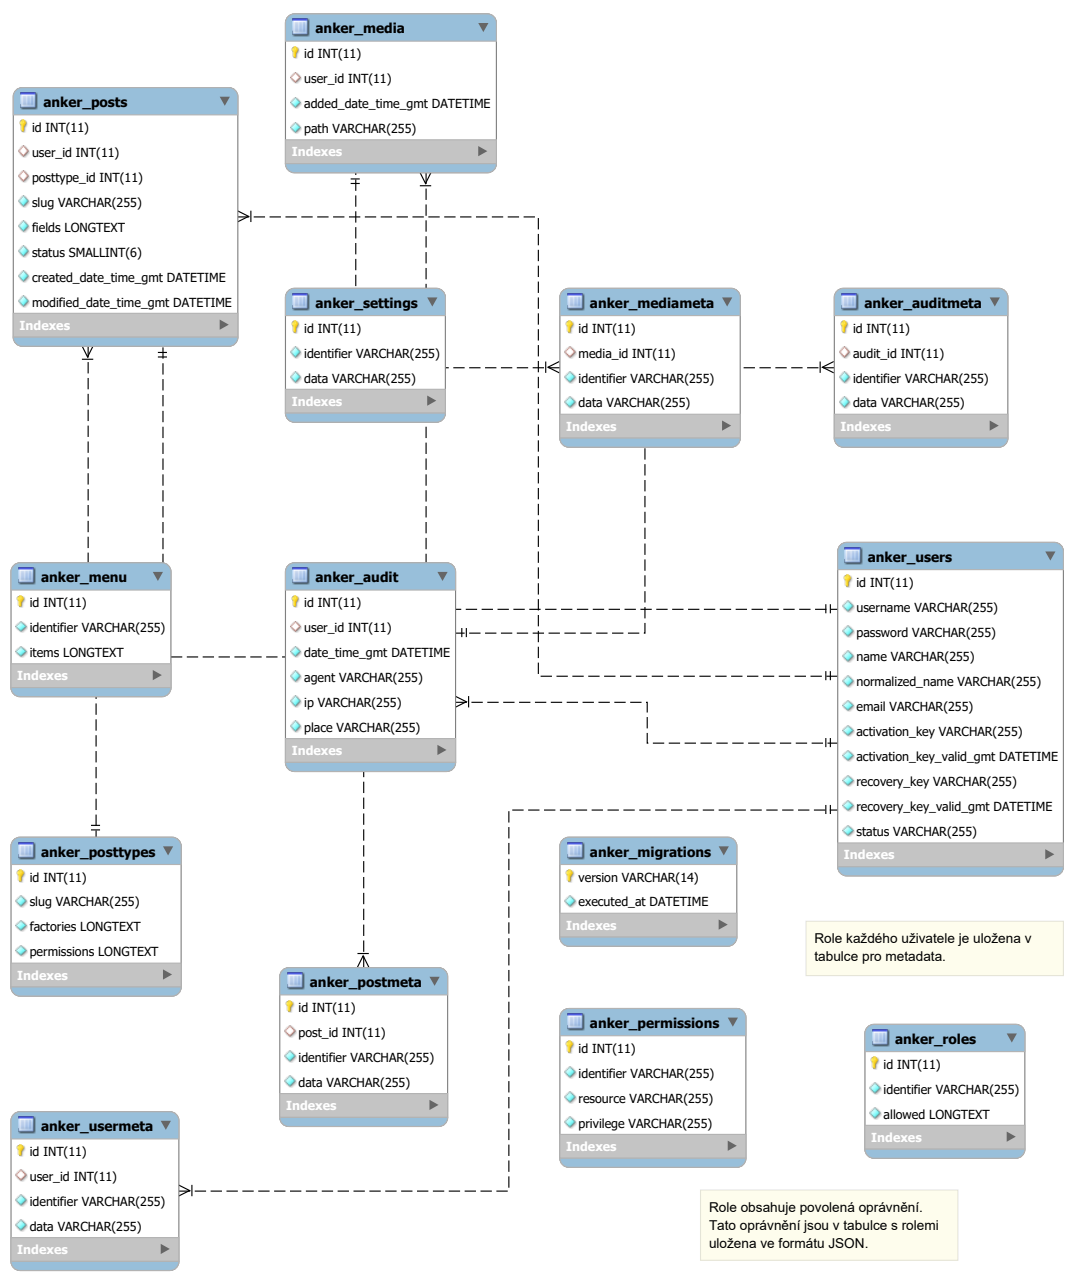 anker_media
id INT(11)
user_id INT(11)
added_date_time_gmt DATETIME
path VARCHAR(255)
Indexes
anker_posts
id INT(11)
user_id INT(11)
posttype_id INT(11)
slug VARCHAR(255)
fields LONGTEXT
status SMALLINT(6)
created_date_time_gmt DATETIME
modified_date_time_gmt DATETIME
Indexes
anker_settings
id INT(11)
identifier VARCHAR(255)
data VARCHAR(255)
Indexes
anker_mediameta
id INT(11)
media_id INT(11)
identifier VARCHAR(255)
data VARCHAR(255)
Indexes
anker_auditmeta
id INT(11)
audit_id INT(11)
identifier VARCHAR(255)
data VARCHAR(255)
Indexes
anker_menu
id INT(11)
identifier VARCHAR(255)
items LONGTEXT
Indexes
anker_audit
id INT(11)
user_id INT(11)
date_time_gmt DATETIME
agent VARCHAR(255)
ip VARCHAR(255)
place VARCHAR(255)
Indexes
anker_users
id INT(11)
username VARCHAR(255)
password VARCHAR(255)
name VARCHAR(255)
normalized_name VARCHAR(255)
email VARCHAR(255)
activation_key VARCHAR(255)
activation_key_valid_gmt DATETIME
recovery_key VARCHAR(255)
recovery_key_valid_gmt DATETIME
status VARCHAR(255)
Indexes
anker_posttypes
id INT(11)
slug VARCHAR(255)
factories LONGTEXT
permissions LONGTEXT
Indexes
anker_migrations
version VARCHAR(14)
executed_at DATETIME
Indexes
Role každého uživatele je uložena v
tabulce pro metadata.
anker_postmeta
id INT(11)
post_id INT(11)
identifier VARCHAR(255)
data VARCHAR(255)
Indexes
anker_permissions
id INT(11)
identifier VARCHAR(255)
resource VARCHAR(255)
privilege VARCHAR(255)
Indexes
anker_roles
id INT(11)
identifier VARCHAR(255)
allowed LONGTEXT
Indexes
anker_usermeta
id INT(11)
user_id INT(11)
identifier VARCHAR(255)
data VARCHAR(255)
Indexes
Role obsahuje povolená oprávnění.
Tato oprávnění jsou v tabulce s rolemi
uložena ve formátu JSON.